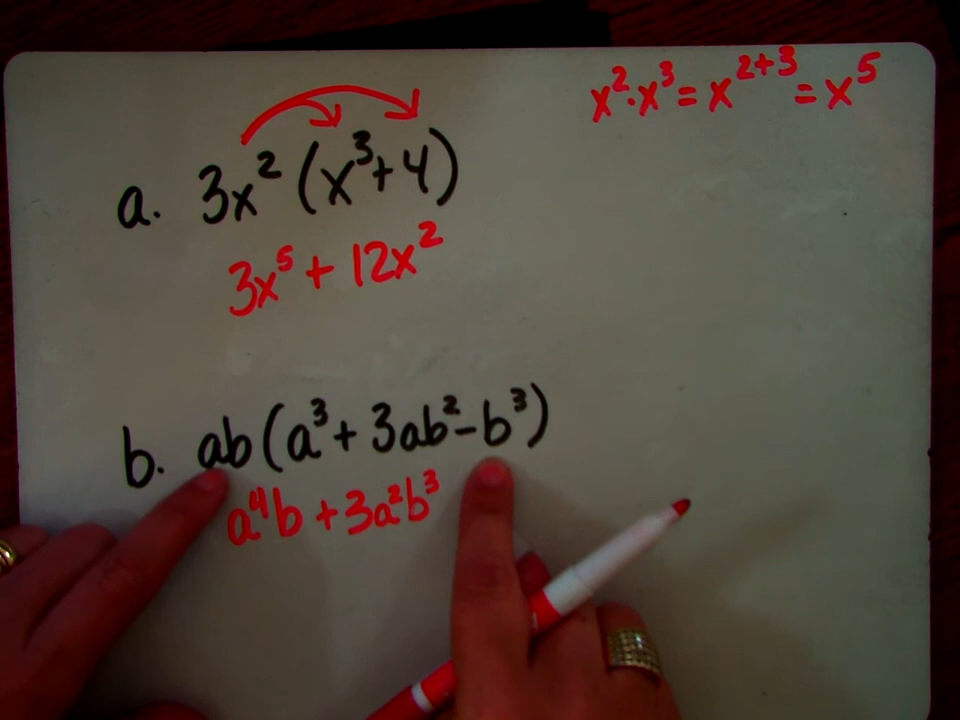 x²·x³ = x²⁺³ = x⁵
a. 3x² (x³ + 4)
3x⁵ + 12x²
b. ab(a³ + 3ab² - b³)
a⁴b + 3a²b³